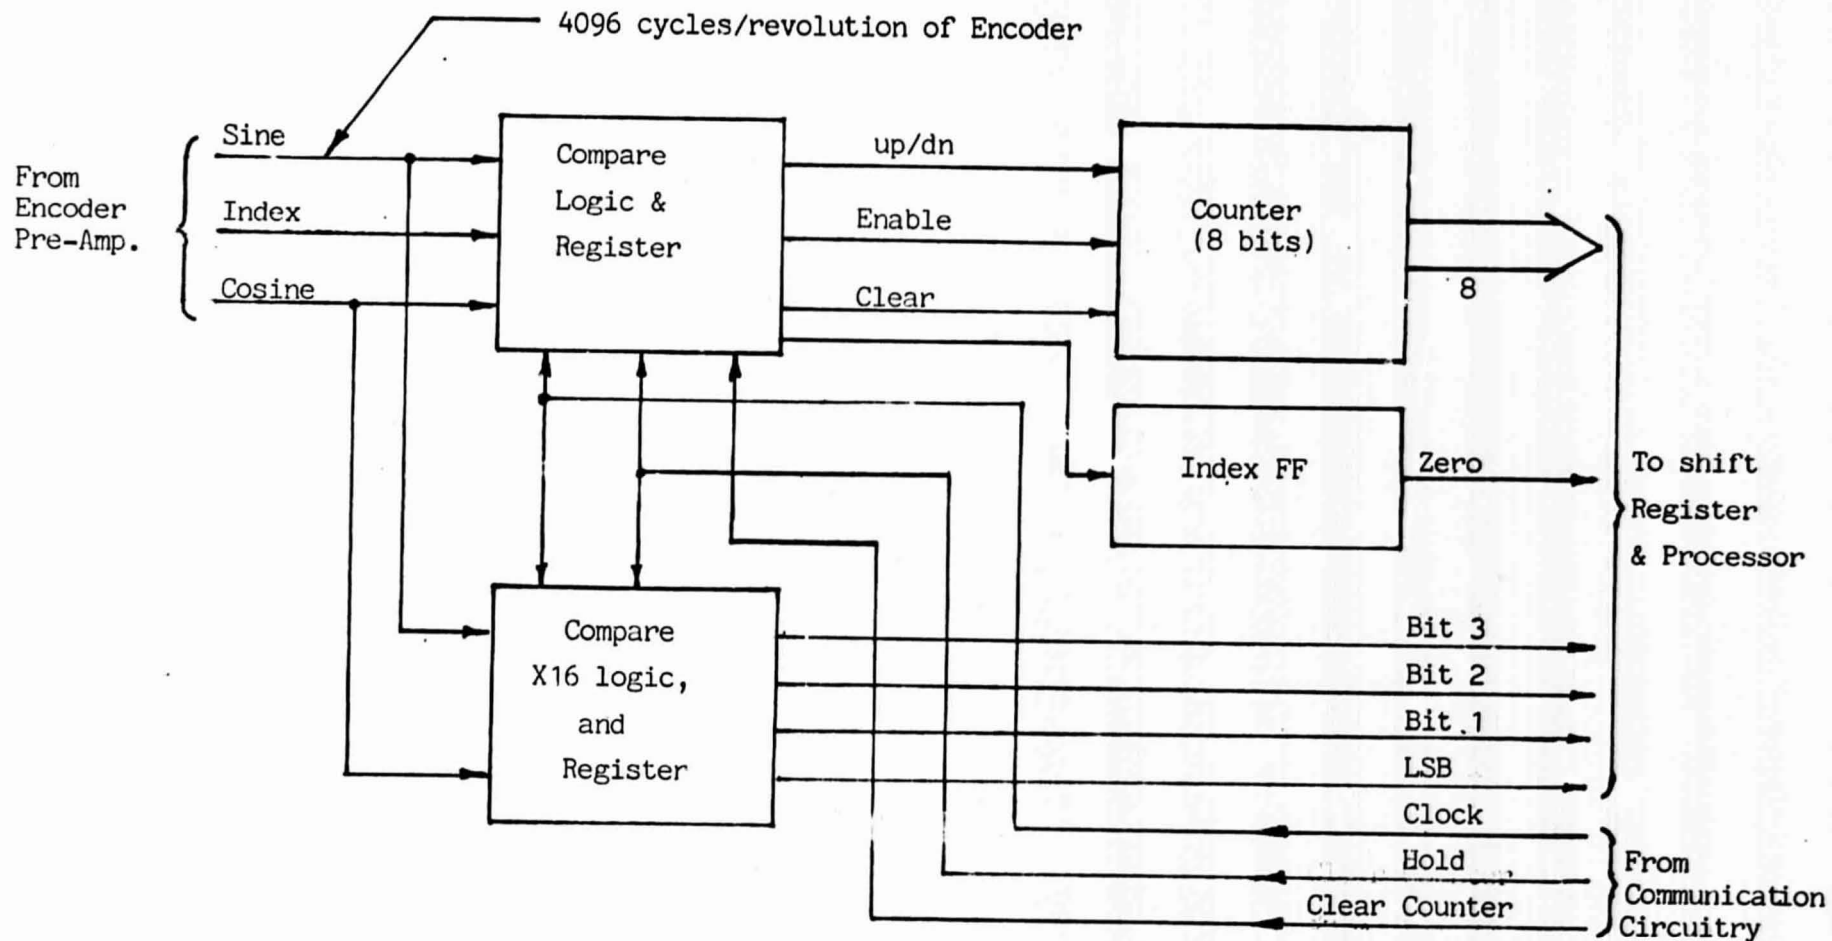 4096 cycles/revolution of Encoder
From
Encoder
Pre-Amp.
Sine
Index
Cosine
Compare
Logic &
Register
up/dn
Enable
Clear
Counter
(8 bits)
8
Index FF
Zero
To shift
Register
& Processor
Compare
X16 logic,
and
Register
Bit 3
Bit 2
Bit 1
LSB
Clock
Hold
Clear Counter
From
Communication
Circuitry